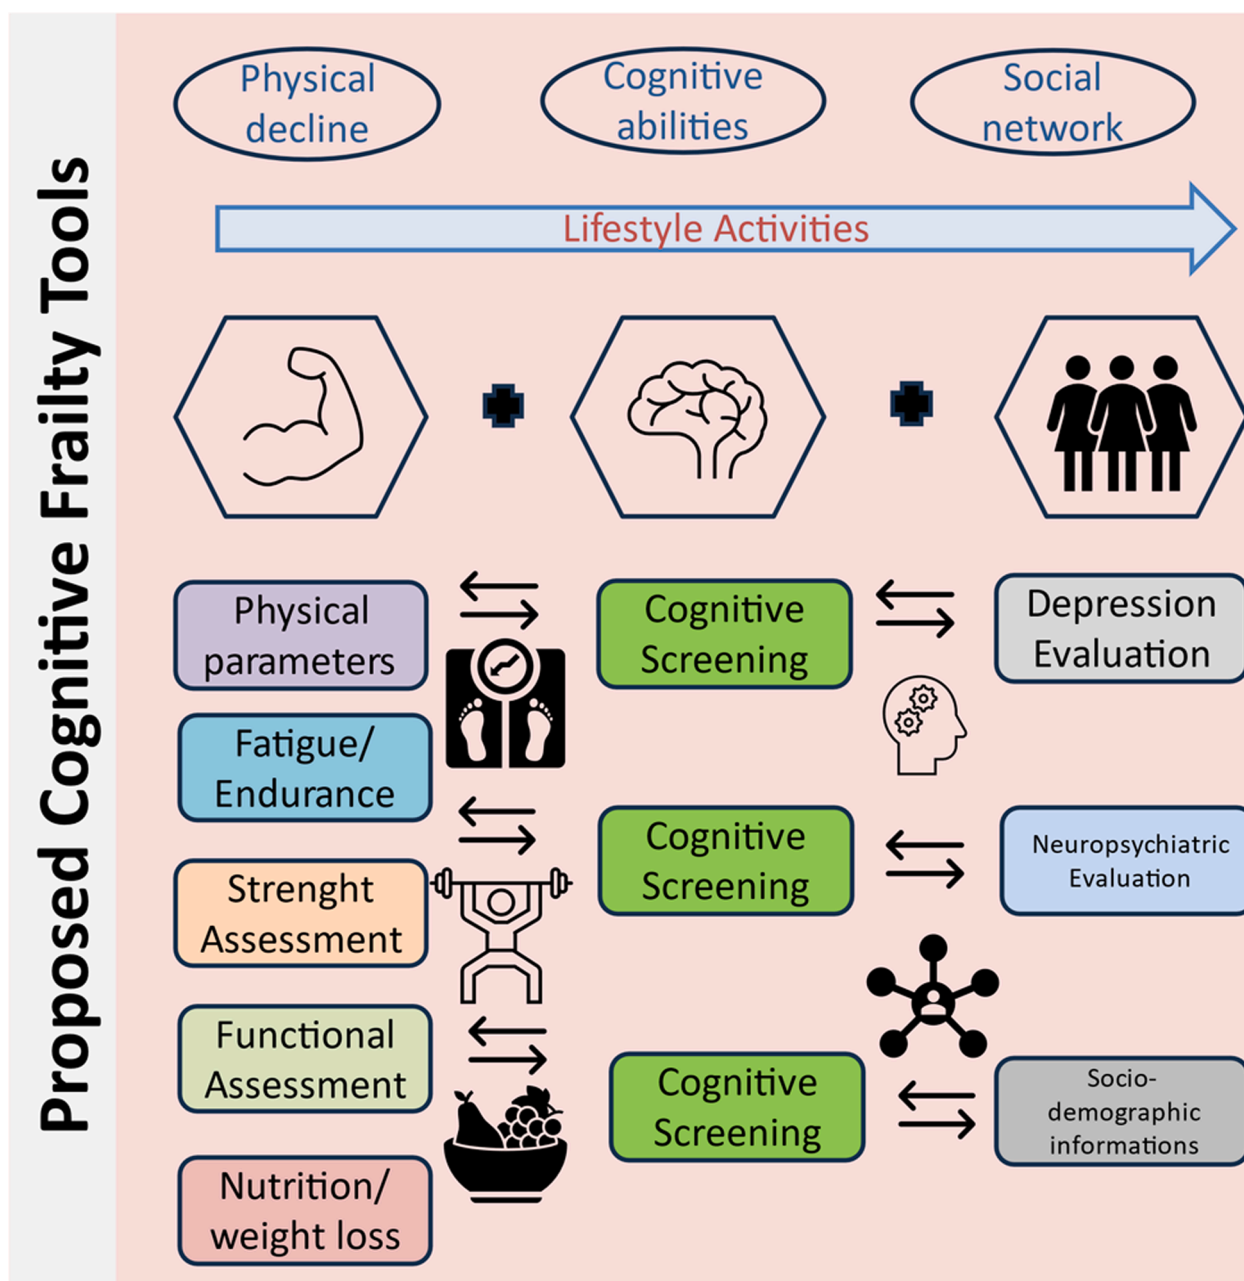 Proposed Cognitive Frailty Tools
Physical
decline
Cognitive
abilities
Social
network
Lifestyle Activities
Physical
parameters
Cognitive
Screening
Depression
Evaluation
Fatigue/
Endurance
Cognitive
Screening
Neuropsychiatric
Evaluation
Strenght
Assessment
Functional
Assessment
Cognitive
Screening
Socio-
demographic
informations
Nutrition/
weight loss